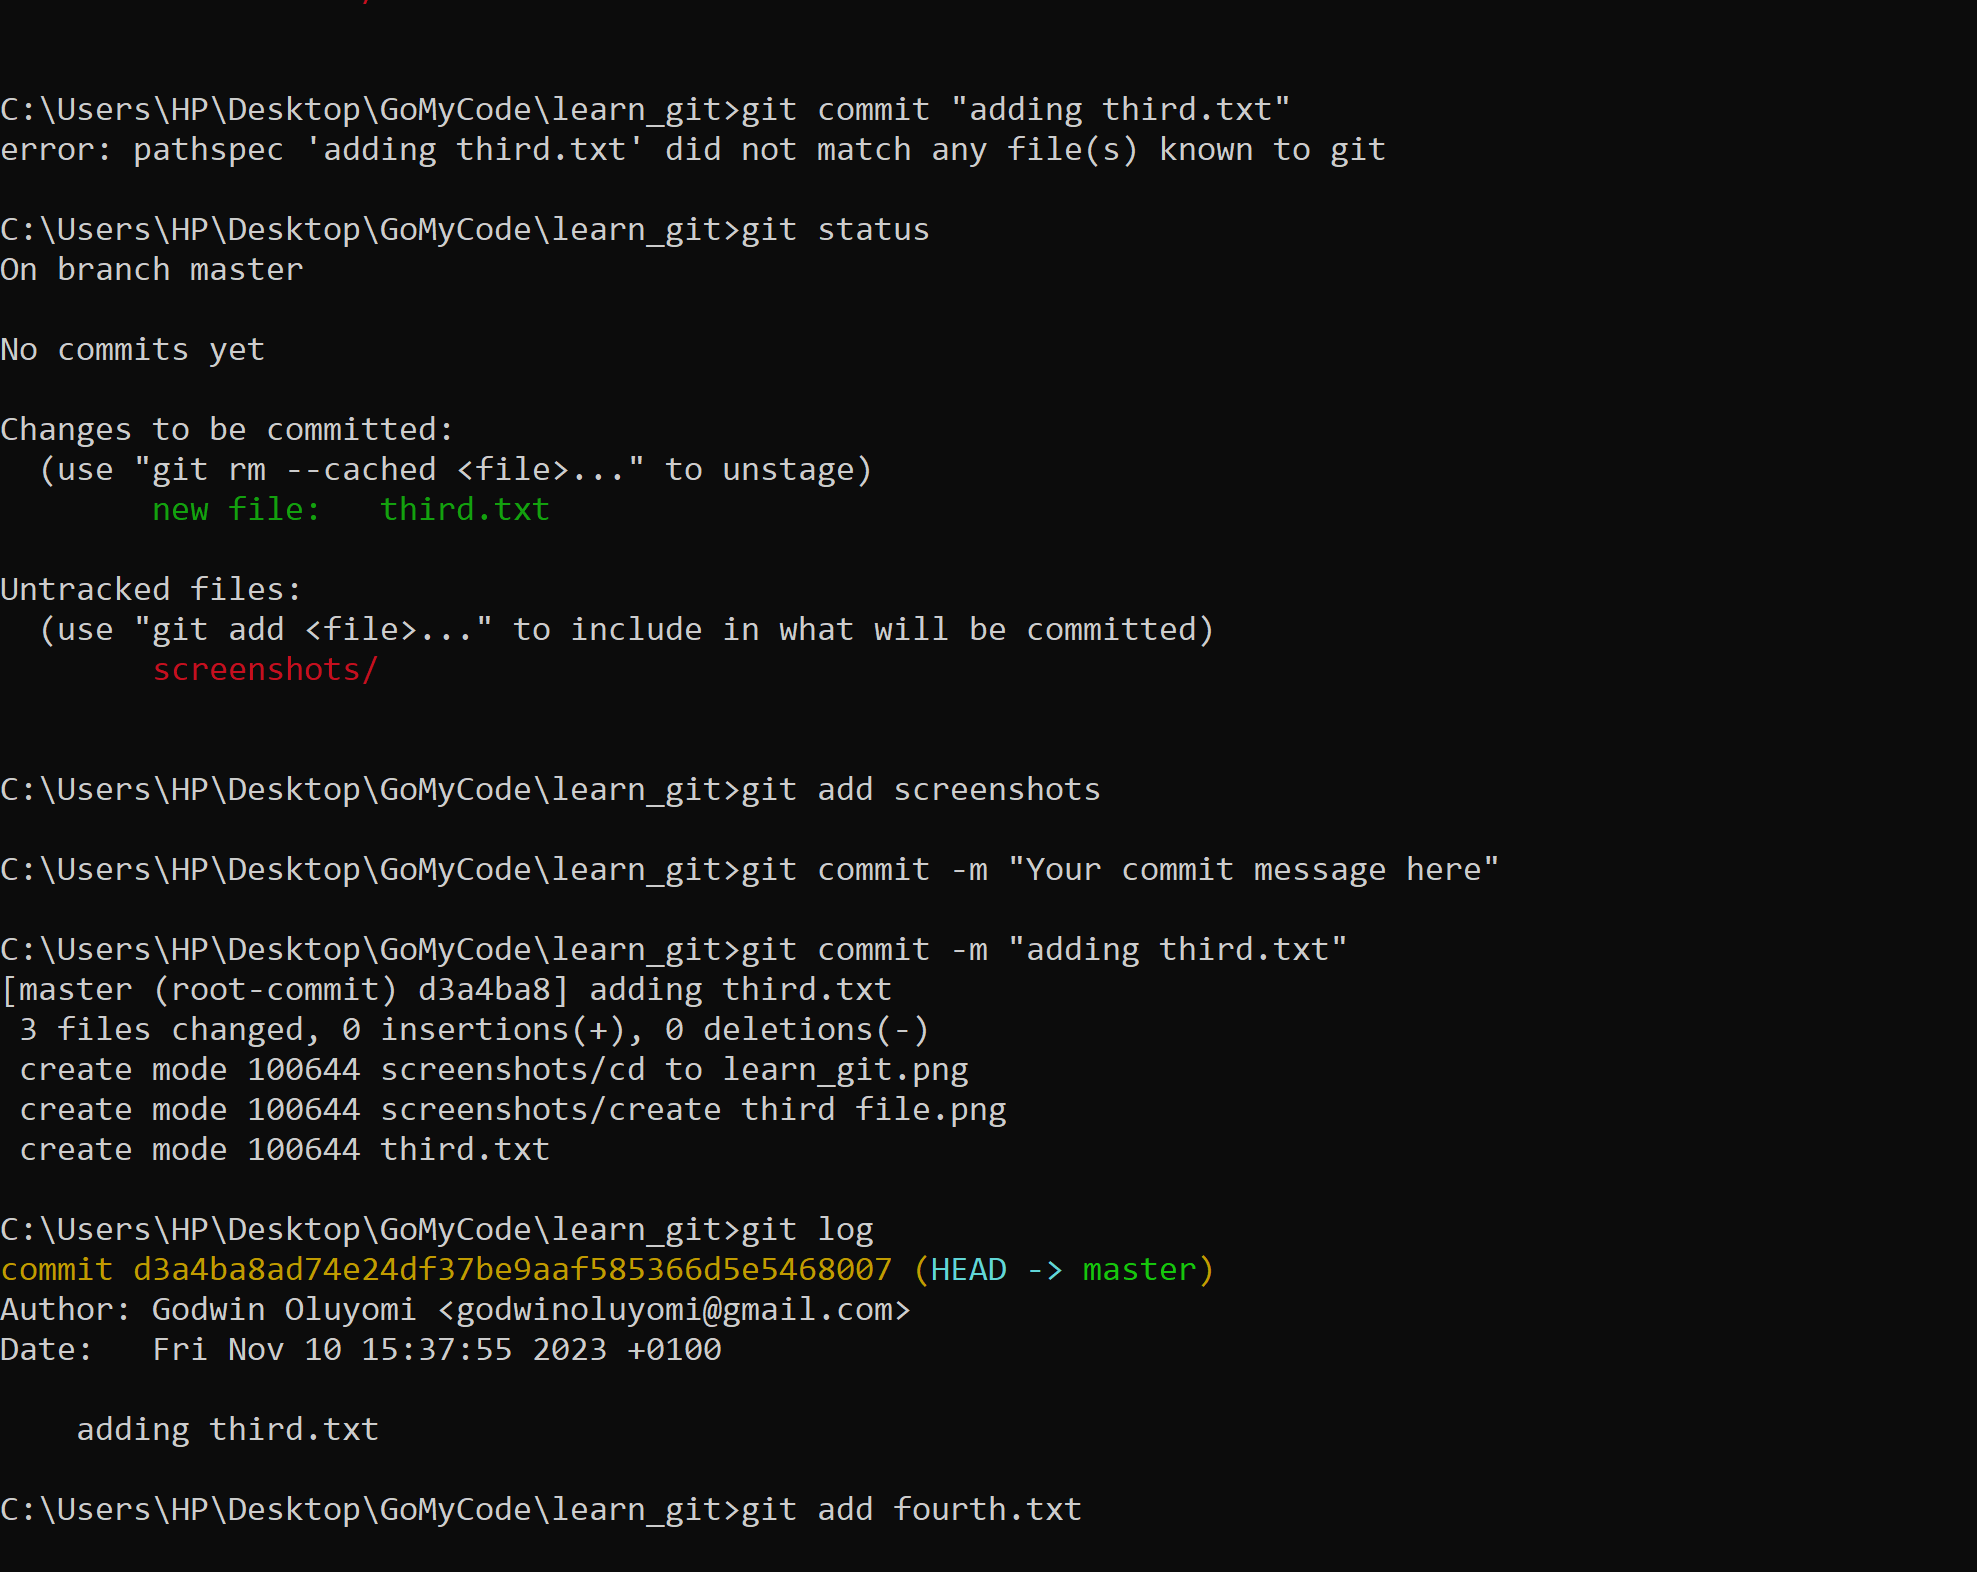 C:\Users\HP\Desktop\GoMyCode\learn_git>git commit "adding third.txt"
error: pathspec 'adding third.txt' did not match any file(s) known to git
C:\Users\HP\Desktop\GoMyCode\learn_git>git status
On branch master
No commits yet
Changes to be committed:
  (use "git rm --cached <file>..." to unstage)
        new file:   third.txt
Untracked files:
  (use "git add <file>..." to include in what will be committed)
        screenshots/
C:\Users\HP\Desktop\GoMyCode\learn_git>git add screenshots
C:\Users\HP\Desktop\GoMyCode\learn_git>git commit -m "Your commit message here"
C:\Users\HP\Desktop\GoMyCode\learn_git>git commit -m "adding third.txt"
[master (root-commit) d3a4ba8] adding third.txt
 3 files changed, 0 insertions(+), 0 deletions(-)
 create mode 100644 screenshots/cd to learn_git.png
 create mode 100644 screenshots/create third file.png
 create mode 100644 third.txt
C:\Users\HP\Desktop\GoMyCode\learn_git>git log
commit d3a4ba8ad74e24df37be9aaf585366d5e5468007 (HEAD -> master)
Author: Godwin Oluyomi <godwinoluyomi@gmail.com>
Date:   Fri Nov 10 15:37:55 2023 +0100
    adding third.txt
C:\Users\HP\Desktop\GoMyCode\learn_git>git add fourth.txt